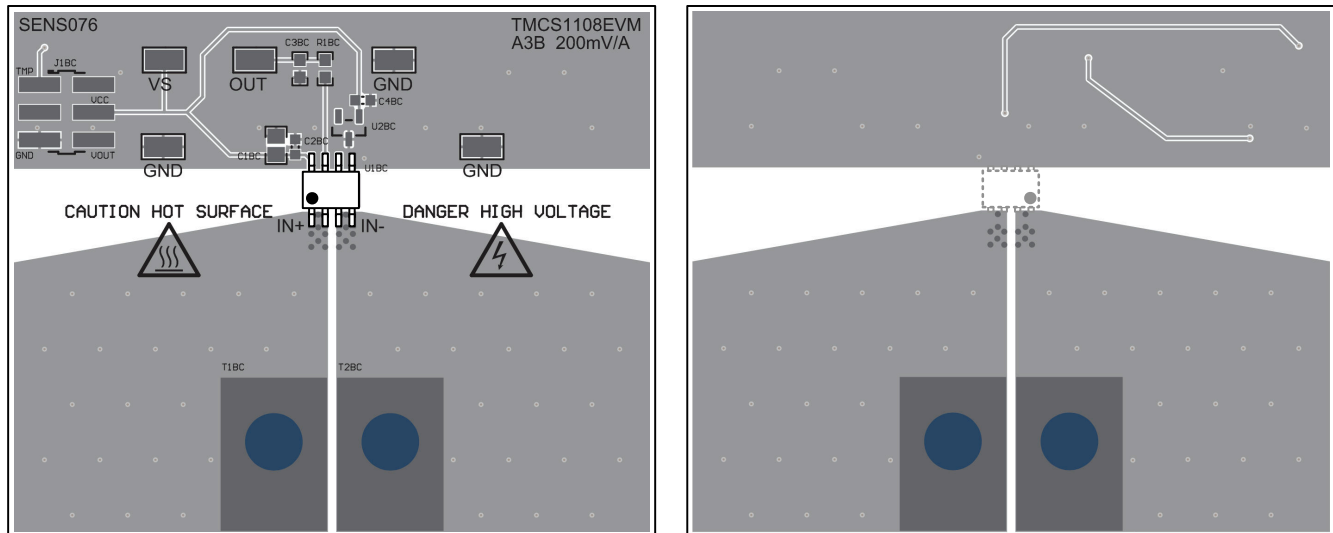 SENS076
TMCS1108EVM
A3B 200mV/A
C3BC
R1BC
J1BC
TMP
VS
OUT
GND
VCC
C4BC
U2BC
C2BC
C1BC
GND
VOUT
GND
GND
U1BC
CAUTION HOT SURFACE
DANGER HIGH VOLTAGE
IN+
IN-
T1BC
T2BC